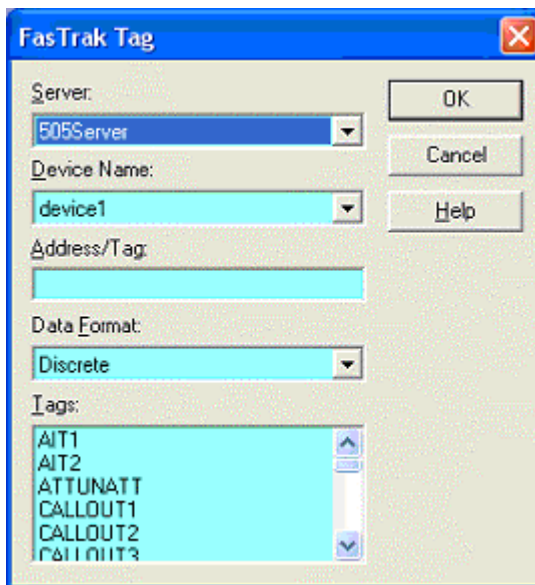 FasTrak Tag
Server:
505Server
OK
Device Name:
Cancel
device1
Help
Address/Tag:
Data Format:
Discrete
Tags:
AIT1
AIT2
ATTUNATT
CALLOUT1
CALLOUT2
CALLOUT3